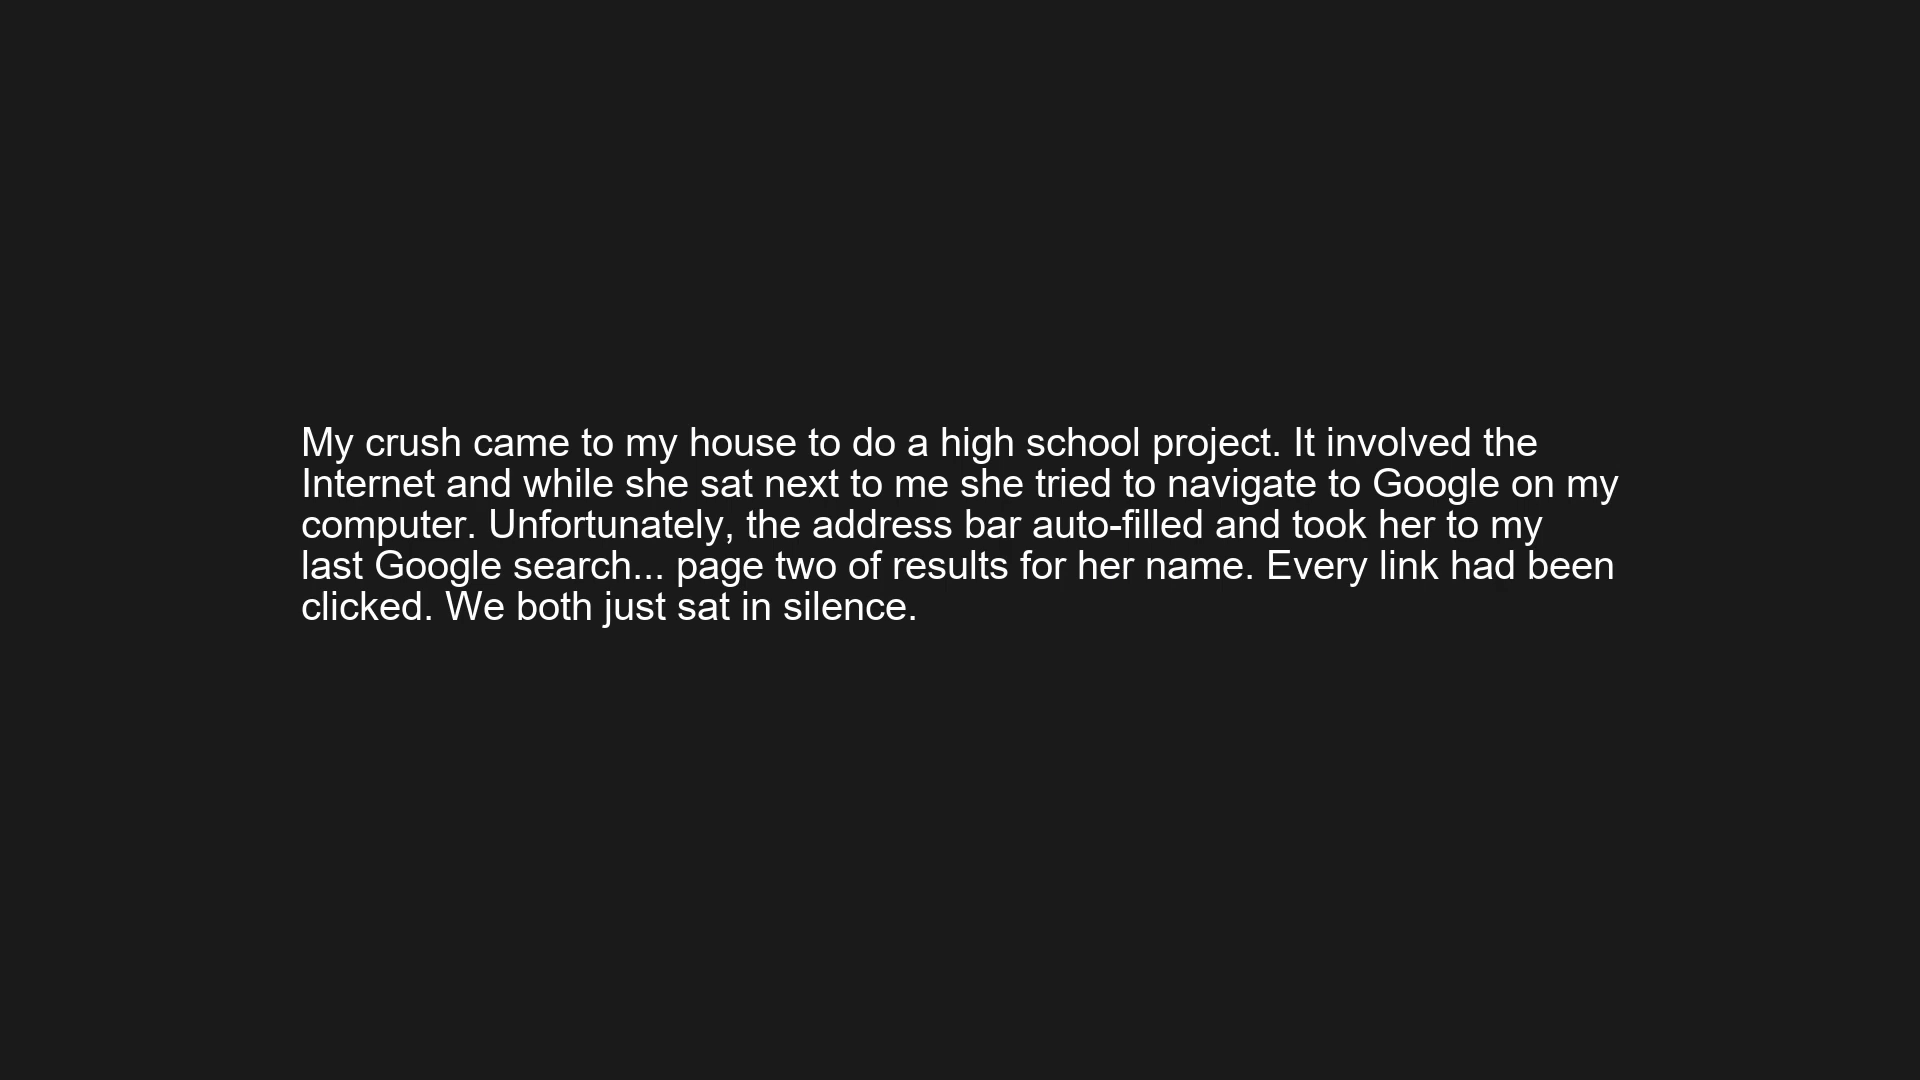 My crush came to my house to do a high school project. It involved the
Internet and while she sat next to me she tried to navigate to Google on my
computer. Unfortunately, the address bar auto-filled and took her to my
last Google search... page two of results for her name. Every link had been
clicked. We both just sat in silence.